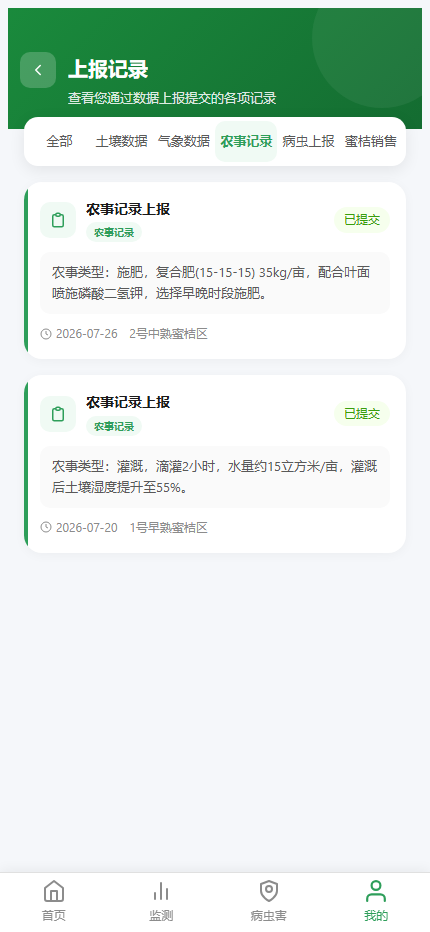 上报记录
查看您通过数据上报提交的各项记录
全部 土壤数据 气象数据 农事记录 病虫上报 蜜桔销售
农事记录上报
农事记录
已提交
农事类型：施肥，复合肥(15-15-15) 35kg/亩，配合叶面
喷施磷酸二氢钾，选择早晚时段施肥。
2026-07-26 2号中熟蜜桔区
农事记录上报
农事记录
已提交
农事类型：灌溉，滴灌2小时，水量约15立方米/亩，灌溉
后土壤湿度提升至55%。
2026-07-20 1号早熟蜜桔区
首页 监测 病虫害 我的